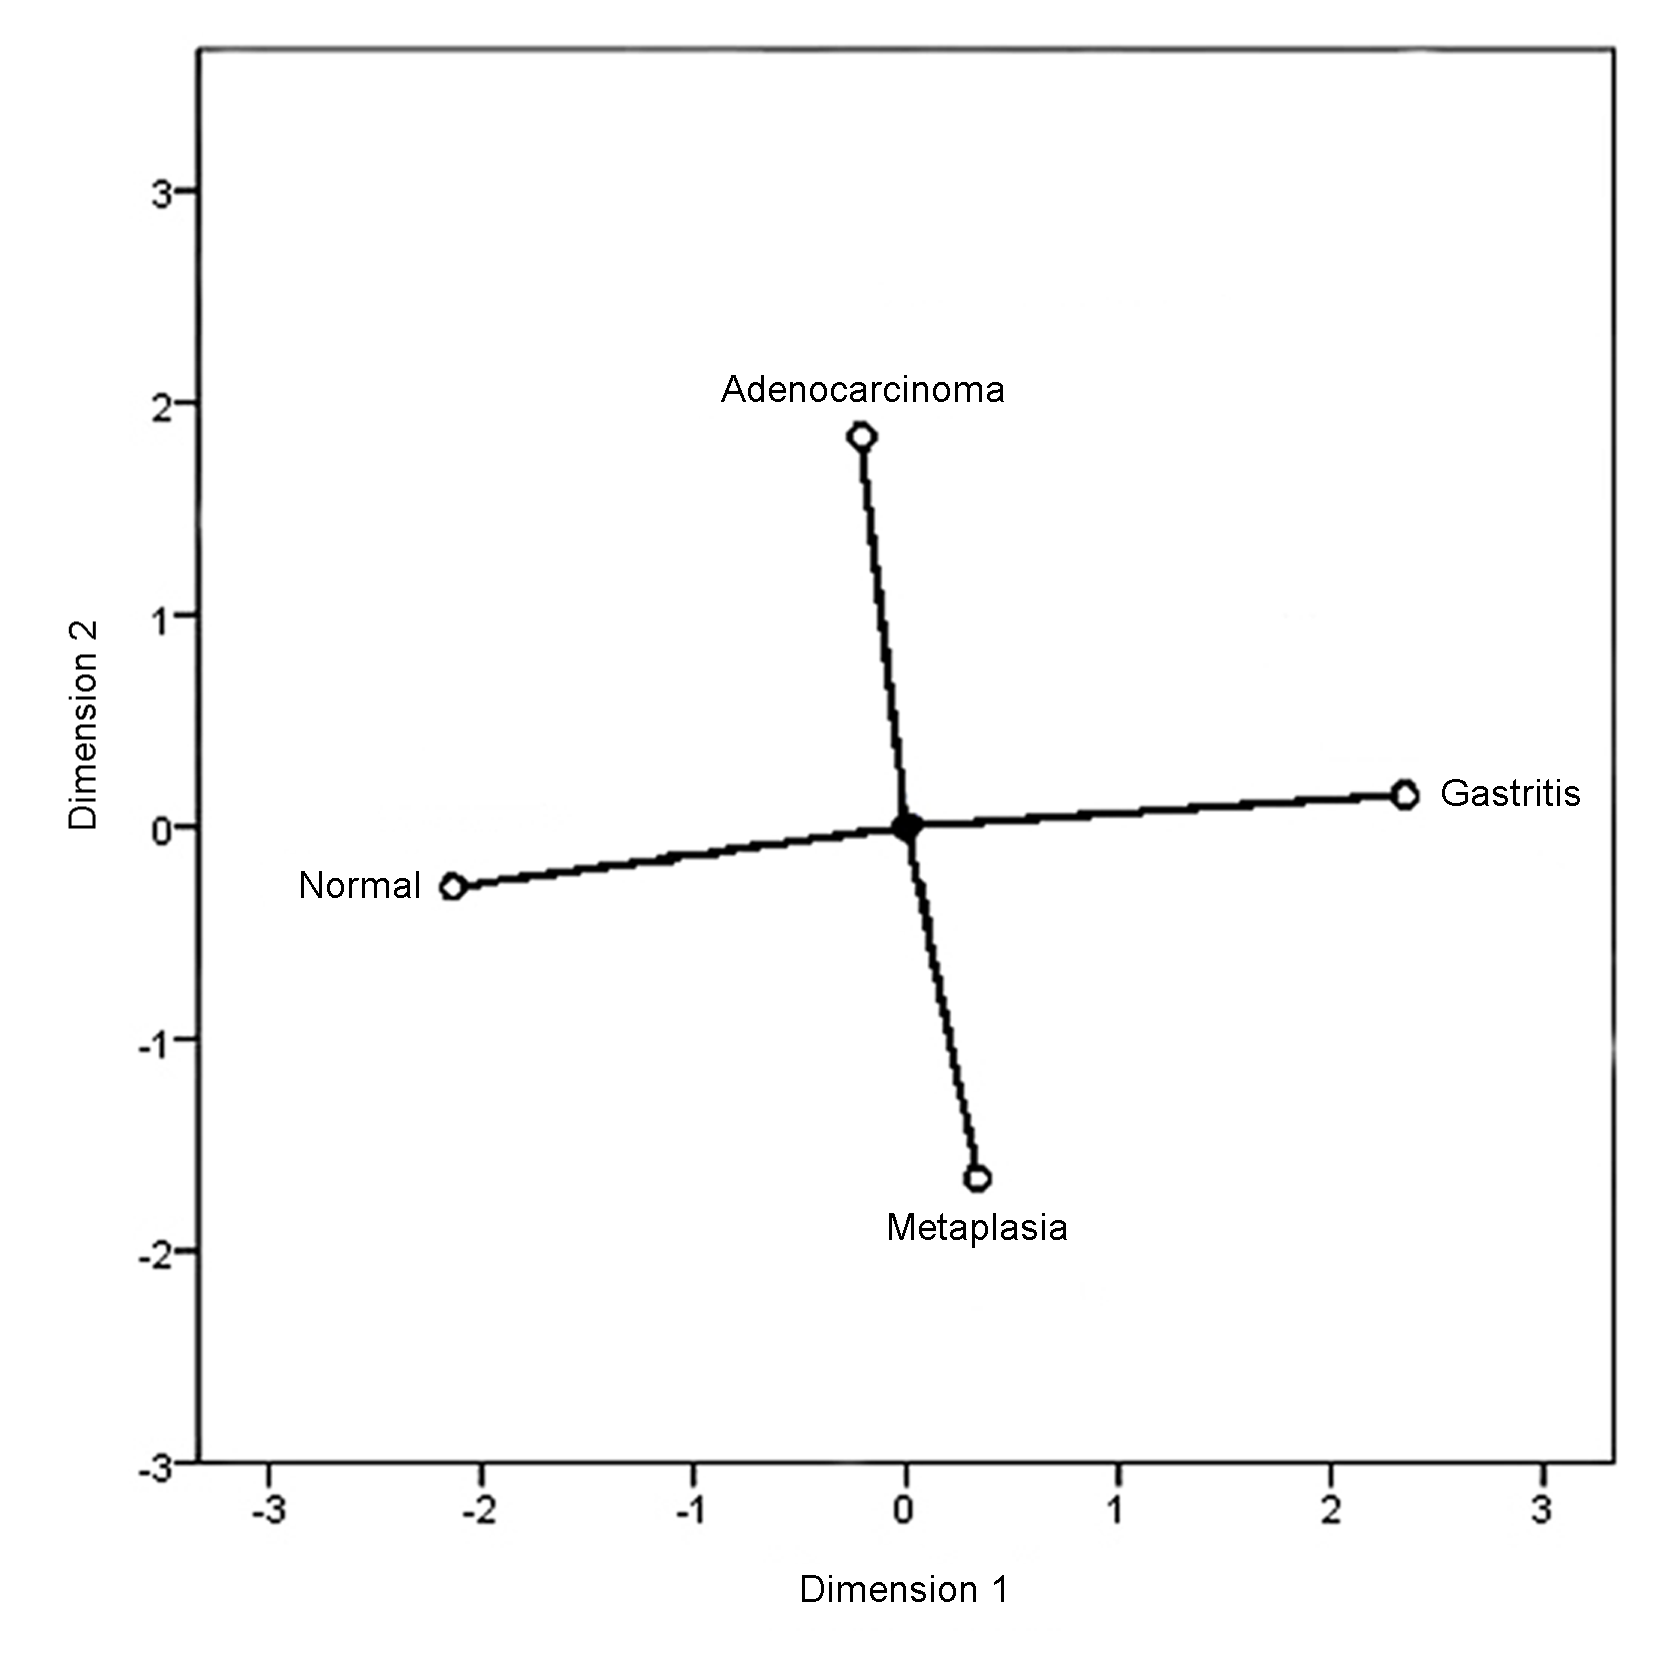 3
Adenocarcinoma
2
1
Dimension 2
Gastritis
0
Normal
-1
Metaplasia
-2
-3
-3 -2 -1 0 1 2 3
Dimension 1